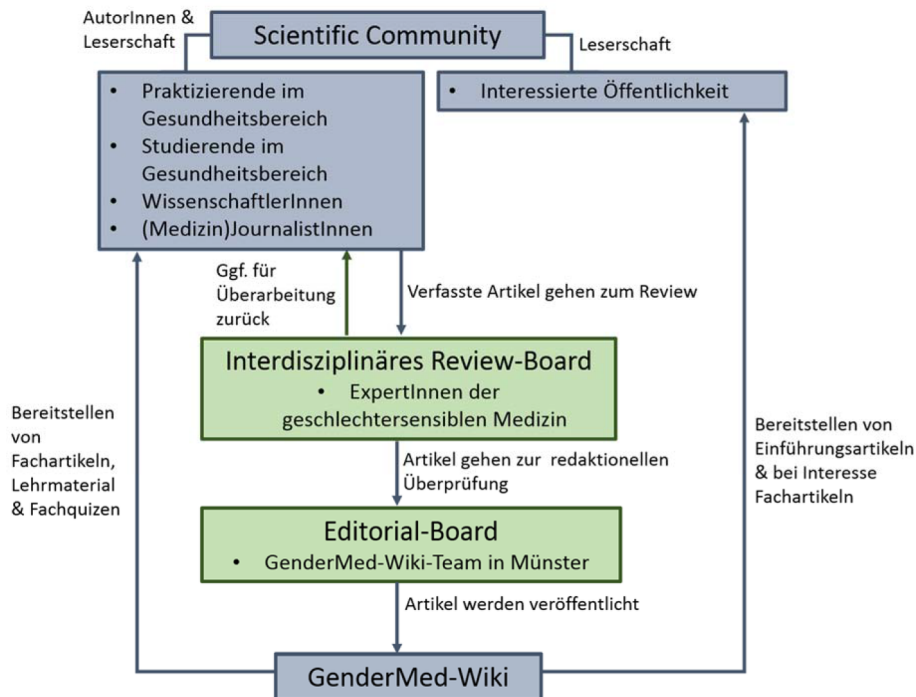 AutorInnen &
Leserschaft
Scientific Community
Leserschaft
• Praktizierende im
Gesundheitsbereich
• Studierende im
Gesundheitsbereich
• WissenschaftlerInnen
• (Medizin)JournalistInnen
• Interessierte Öffentlichkeit
Ggf. für
Überarbeitung
zurück
Verfasste Artikel gehen zum Review
Interdisziplinäres Review-Board
• ExpertInnen der
geschlechtersensiblen Medizin
Bereitstellen
von
Fachartikeln,
Lehrmaterial
& Fachquizen
Artikel gehen zur redaktionellen
Überprüfung
Bereitstellen von
Einführungsartikeln
& bei Interesse
Fachartikeln
Editorial-Board
• GenderMed-Wiki-Team in Münster
Artikel werden veröffentlicht
GenderMed-Wiki